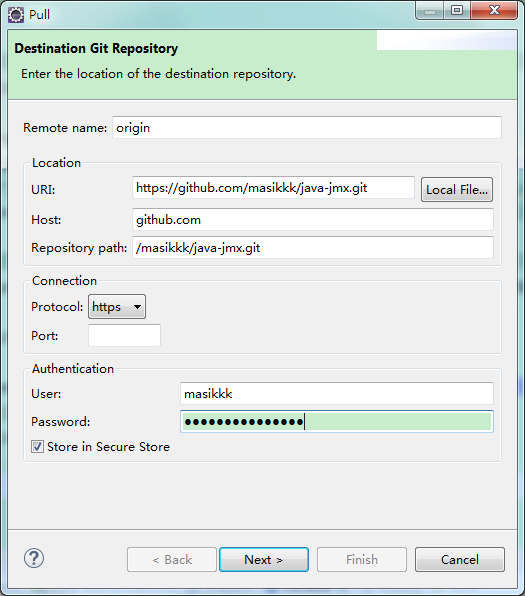 Pull
Destination Git Repository
Enter the location of the destination repository.
Remote name: origin
Location
URI: https://github.com/masikkk/java-jmx.git Local File...
Host: github.com
Repository path: /masikkk/java-jmx.git
Connection
Protocol: https
Port:
Authentication
User: masikkk
Password: ●●●●●●●●●●●●●●●
Store in Secure Store
? < Back Next > Finish Cancel